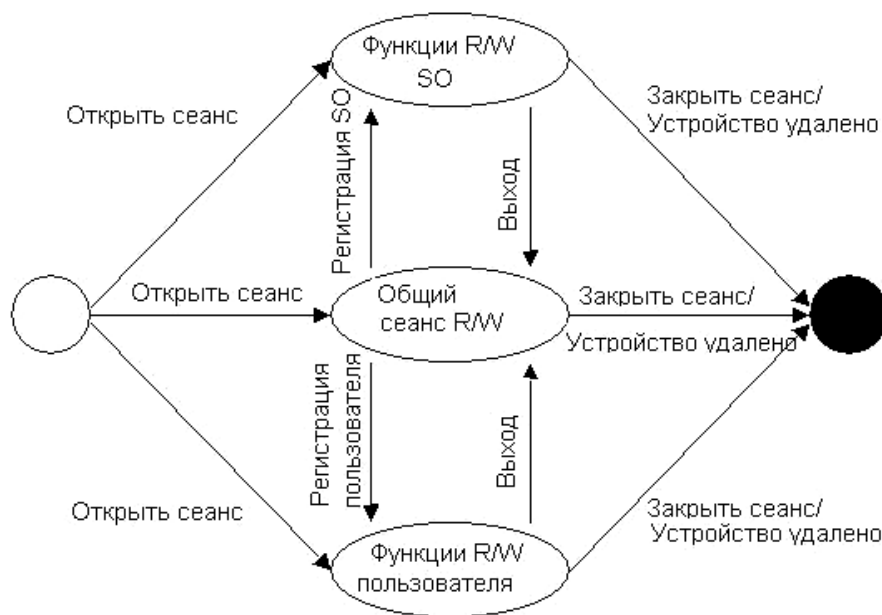 Функции R/W
SO
Открыть сеанс
Закрыть сеанс/
Устройство удалено
Регистрация SO
Выход
Открыть сеанс
Общий
сеанс R/W
Закрыть сеанс/
Устройство удалено
Регистрация
пользователя
Выход
Открыть сеанс
Закрыть сеанс/
Устройство удалено
Функции R/W
пользователя